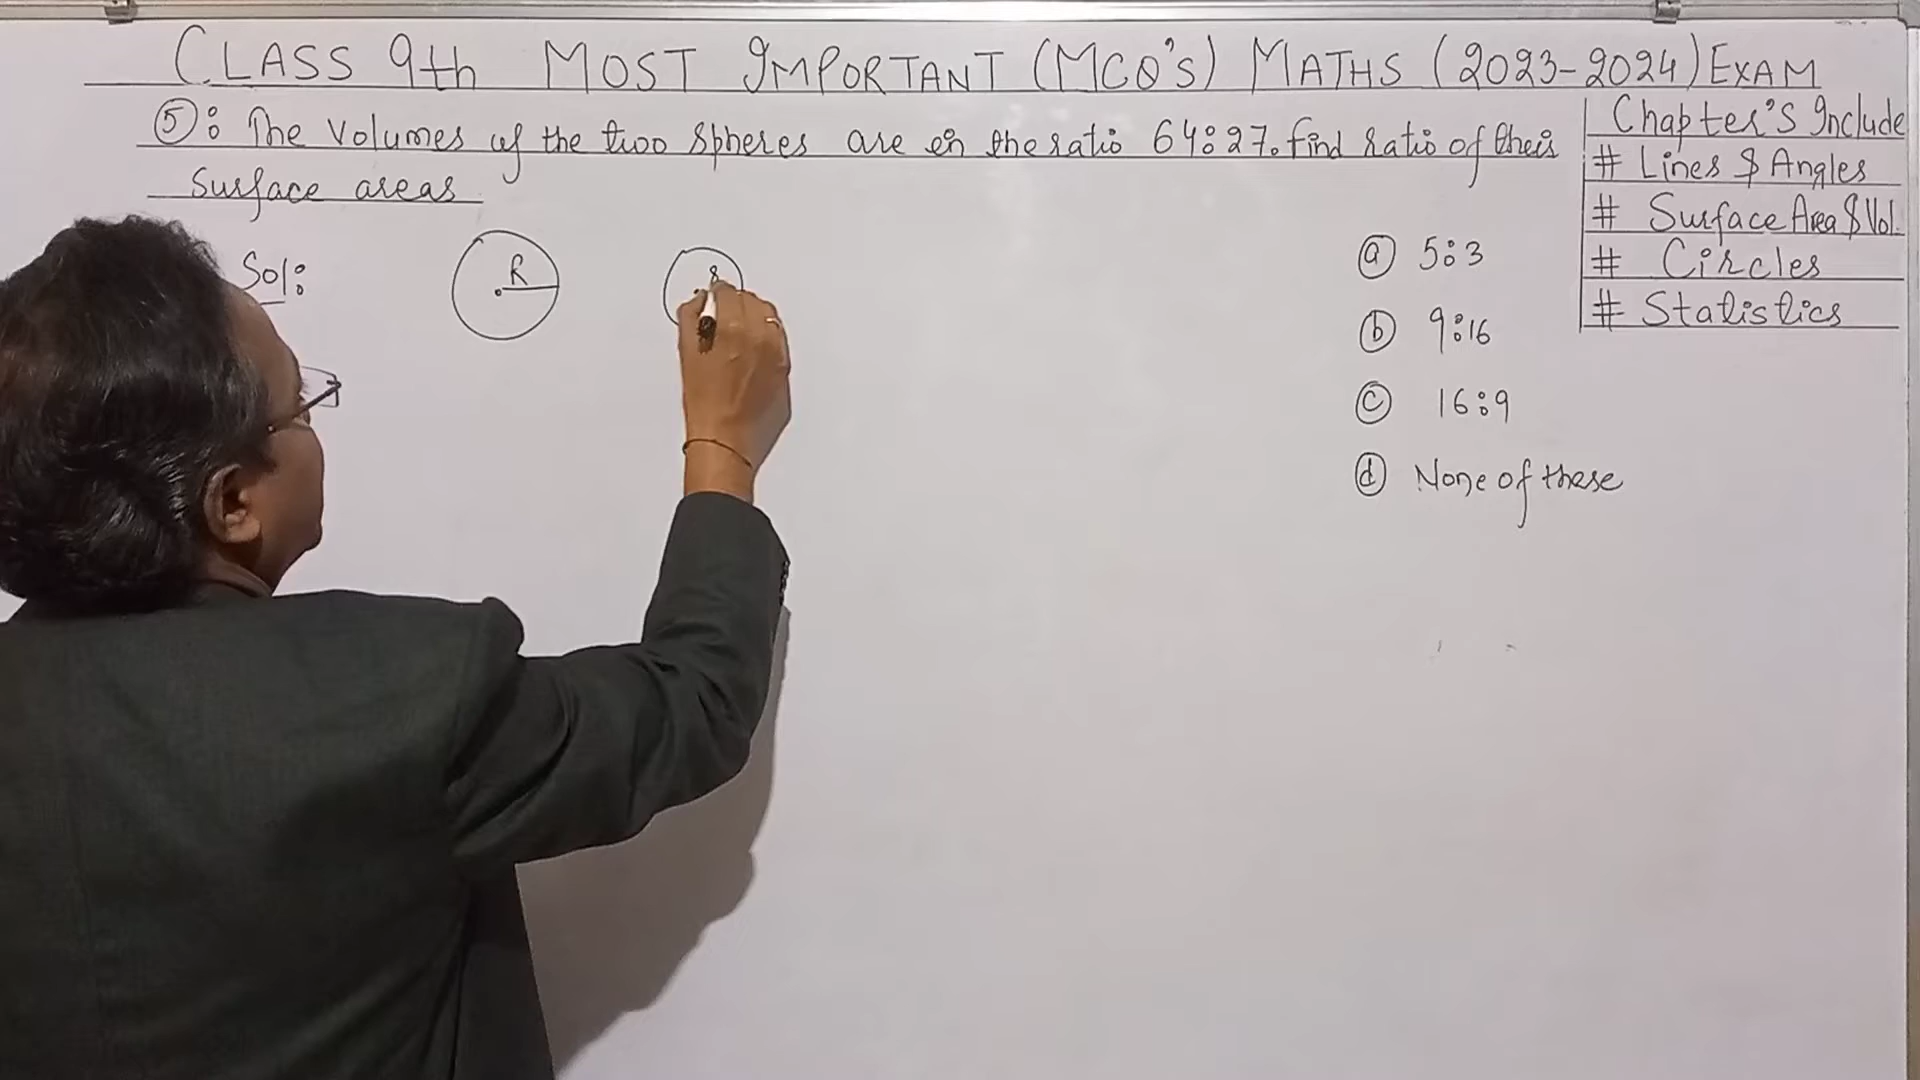 CLASS 9th MOST IMPORTANT (MCQ'S) MATHS (2023-2024) EXAM
⑤: The Volumes of the two spheres are in the ratio 64:27. find ratio of their
surface areas
Sol:
R
r
ⓐ 5:3
ⓑ 9:16
ⓒ 16:9
ⓓ None of these
Chapter's Include
# Lines & Angles
# Surface Area & Vol.
# Circles
# Statistics